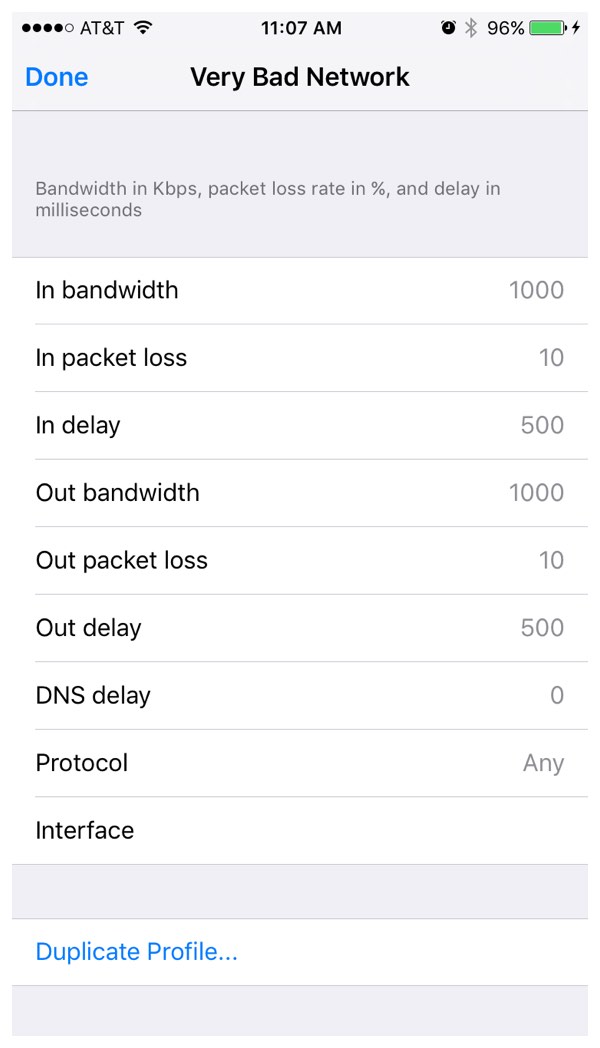 AT&T 11:07 AM 96%
Done Very Bad Network
Bandwidth in Kbps, packet loss rate in %, and delay in
milliseconds
In bandwidth 1000
In packet loss 10
In delay 500
Out bandwidth 1000
Out packet loss 10
Out delay 500
DNS delay 0
Protocol Any
Interface
Duplicate Profile...